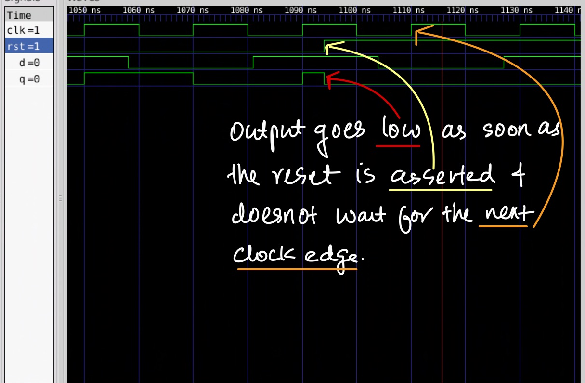 Time
1050 ns 1060 ns 1070 ns 1080 ns 1090 ns 1100 ns 1110 ns 1120 ns 1130 ns 1140 ns
clk=1
rst=1
d=0
q=0
Output goes low as soon as
the reset is asserted &
doesnot wait for the next
clock edge.